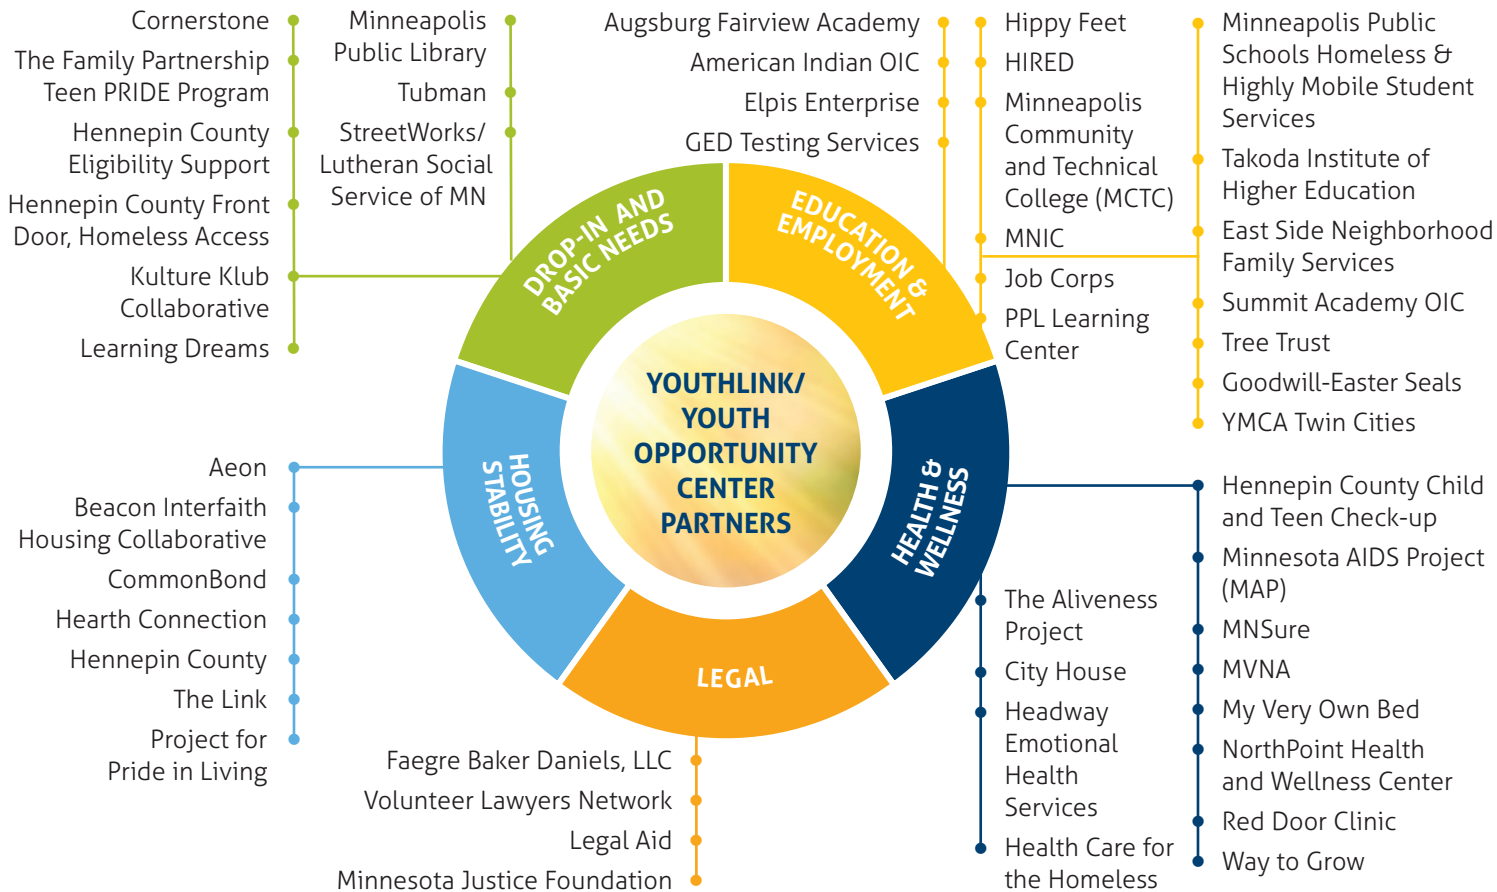 Cornerstone
The Family Partnership
Teen PRIDE Program
Hennepin County
Eligibility Support
Hennepin County Front
Door, Homeless Access
Kulture Klub
Collaborative
Learning Dreams
Minneapolis
Public Library
Tubman
StreetWorks/
Lutheran Social
Service of MN
Augsburg Fairview Academy
American Indian OIC
Elpis Enterprise
GED Testing Services
Hippy Feet
HIRED
Minneapolis
Community
and Technical
College (MCTC)
MNIC
Job Corps
PPL Learning
Center
Minneapolis Public
Schools Homeless &
Highly Mobile Student
Services
Takoda Institute of
Higher Education
East Side Neighborhood
Family Services
Summit Academy OIC
Tree Trust
Goodwill-Easter Seals
YMCA Twin Cities
DROP-IN AND
BASIC NEEDS
EDUCATION &
EMPLOYMENT
YOUTHLINK/
YOUTH
OPPORTUNITY
CENTER
PARTNERS
HOUSING
STABILITY
HEALTH &
WELLNESS
LEGAL
Aeon
Beacon Interfaith
Housing Collaborative
CommonBond
Hearth Connection
Hennepin County
The Link
Project for
Pride in Living
Faegre Baker Daniels, LLC
Volunteer Lawyers Network
Legal Aid
Minnesota Justice Foundation
The Aliveness
Project
City House
Headway
Emotional
Health
Services
Health Care for
the Homeless
Hennepin County Child
and Teen Check-up
Minnesota AIDS Project
(MAP)
MNSure
MVNA
My Very Own Bed
NorthPoint Health
and Wellness Center
Red Door Clinic
Way to Grow